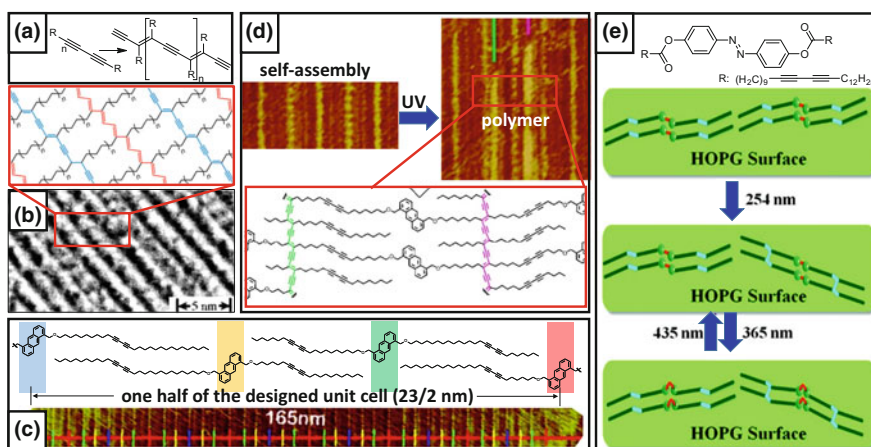 (a)
R
n
R
R
R
R
R
n
(b)
5 nm
(d)
self-assembly
UV
polymer
one half of the designed unit cell (23/2 nm)
165nm
(c)
(e)
R
O
O
N
N
O
O
R
R: (H₂C)₉
C₁₂H₂
HOPG Surface
254 nm
HOPG Surface
435 nm
365 nm
HOPG Surface